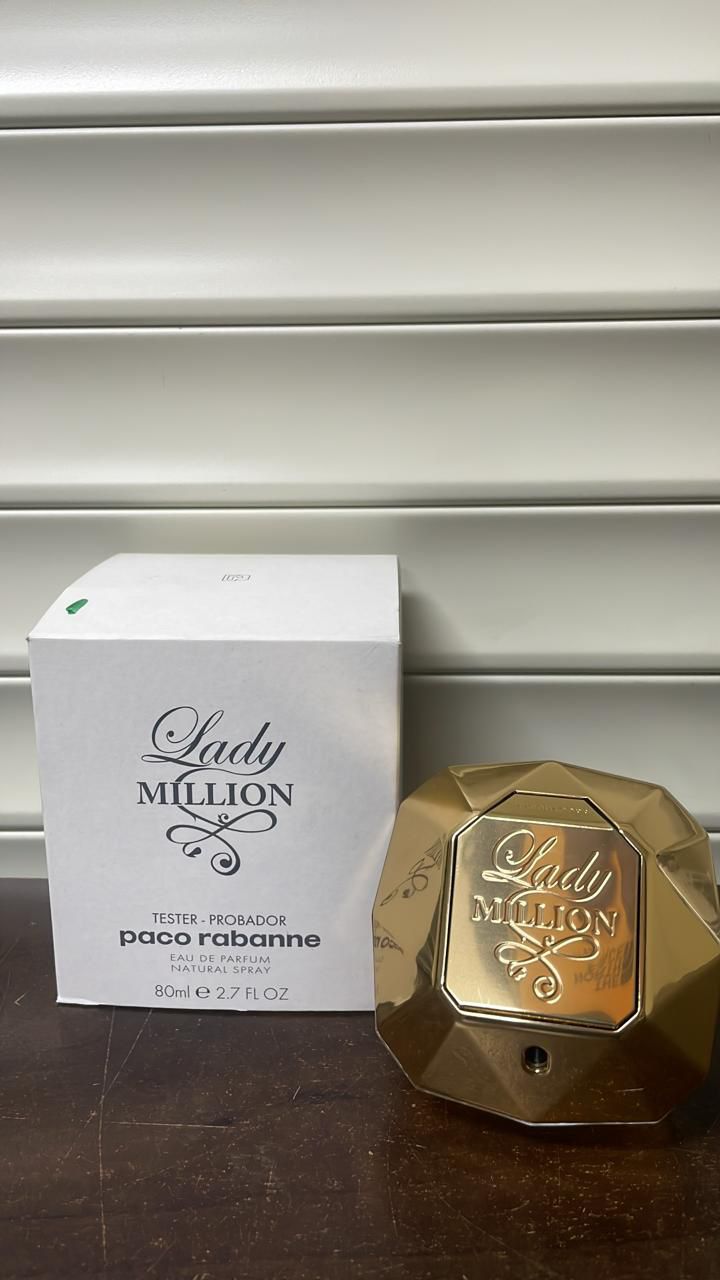 Lady
MILLION
TESTER - PROBADOR
paco rabanne
EAU DE PARFUM
NATURAL SPRAY
80ml e 2.7 FL OZ
Lady
MILLION